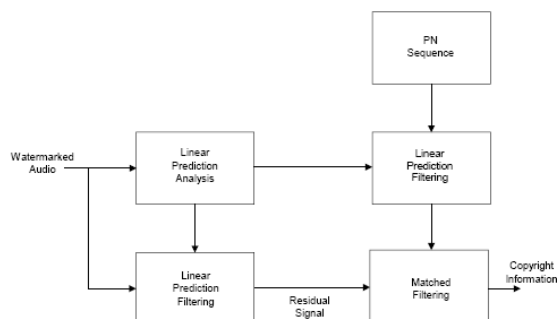 PN
Sequence
Watermarked
Audio
Linear
Prediction
Analysis
Linear
Prediction
Filtering
Linear
Prediction
Filtering
Residual
Signal
Matched
Filtering
Copyright
Information